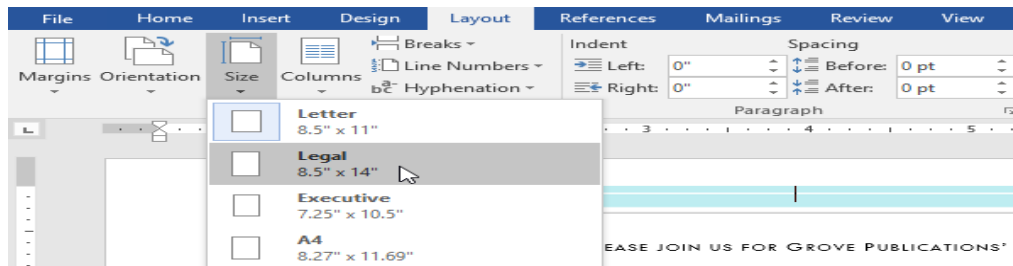 File Home Insert Design Layout References Mailings Review View
Breaks Indent Spacing
Margins Orientation Size Columns Line Numbers Left: 0" Before: 0 pt
Hyphenation Right: 0" After: 0 pt
Paragraph
Letter
8.5" x 11"
3 4 5
Legal
8.5" x 14"
Executive
7.25" x 10.5"
A4
8.27" x 11.69"
EASE JOIN US FOR GROVE PUBLICATIONS'